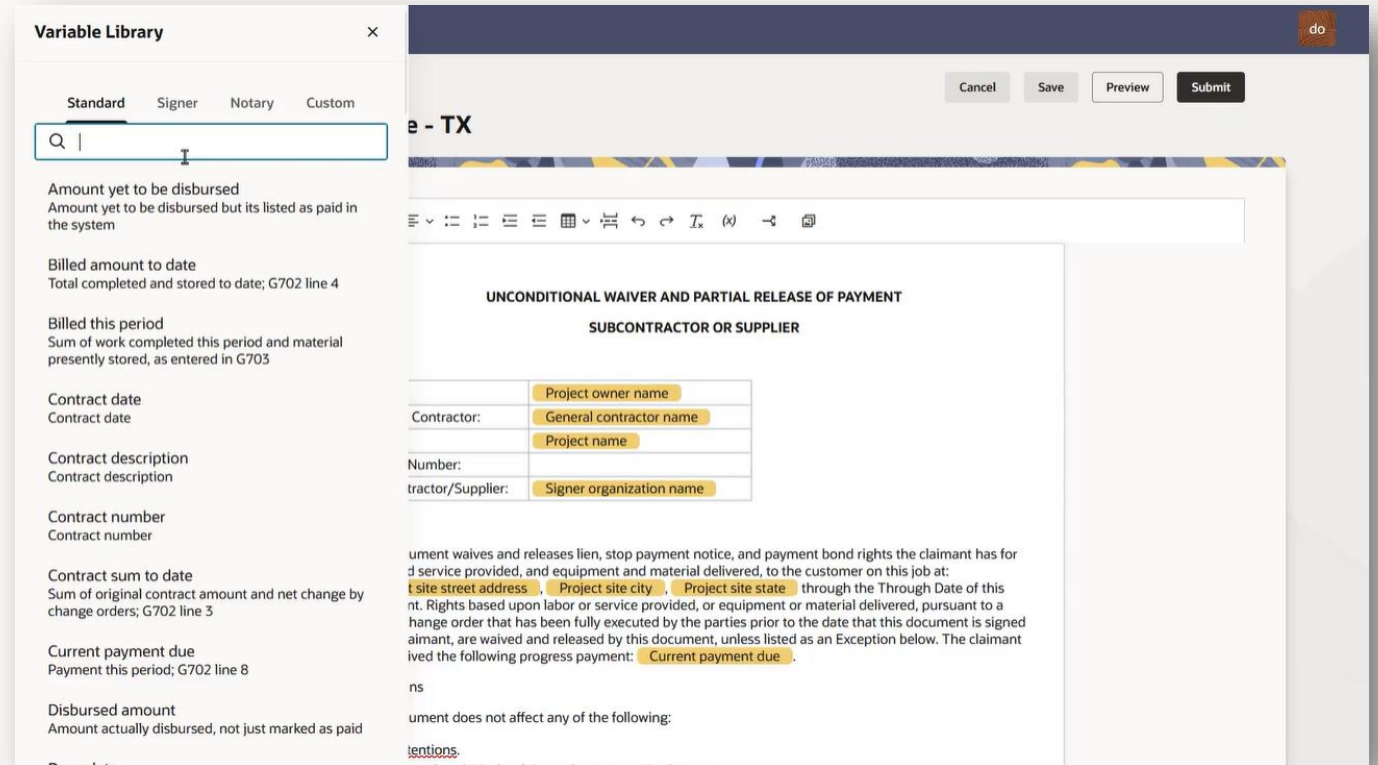 Variable Library
do
Standard Signer Notary Custom
Cancel Save Preview Submit
e - TX
Amount yet to be disbursed
Amount yet to be disbursed but its listed as paid in
the system
Billed amount to date
Total completed and stored to date; G702 line 4
Billed this period
Sum of work completed this period and material
presently stored, as entered in G703
Contract date
Contract date
Contract description
Contract description
Contract number
Contract number
Contract sum to date
Sum of original contract amount and net change by
change orders; G702 line 3
Current payment due
Payment this period; G702 line 8
Disbursed amount
Amount actually disbursed, not just marked as paid
(x)
UNCONDITIONAL WAIVER AND PARTIAL RELEASE OF PAYMENT
SUBCONTRACTOR OR SUPPLIER
Project owner name
Contractor: General contractor name
Project name
Number:
tractor/Supplier: Signer organization name
ument waives and releases lien, stop payment notice, and payment bond rights the claimant has for
d service provided, and equipment and material delivered, to the customer on this job at:
t site street address , Project site city , Project site state through the Through Date of this
nt. Rights based upon labor or service provided, or equipment or material delivered, pursuant to a
hange order that has been fully executed by the parties prior to the date that this document is signed
aimant, are waived and released by this document, unless listed as an Exception below. The claimant
ived the following progress payment: Current payment due .
ns
ument does not affect any of the following:
tentions.